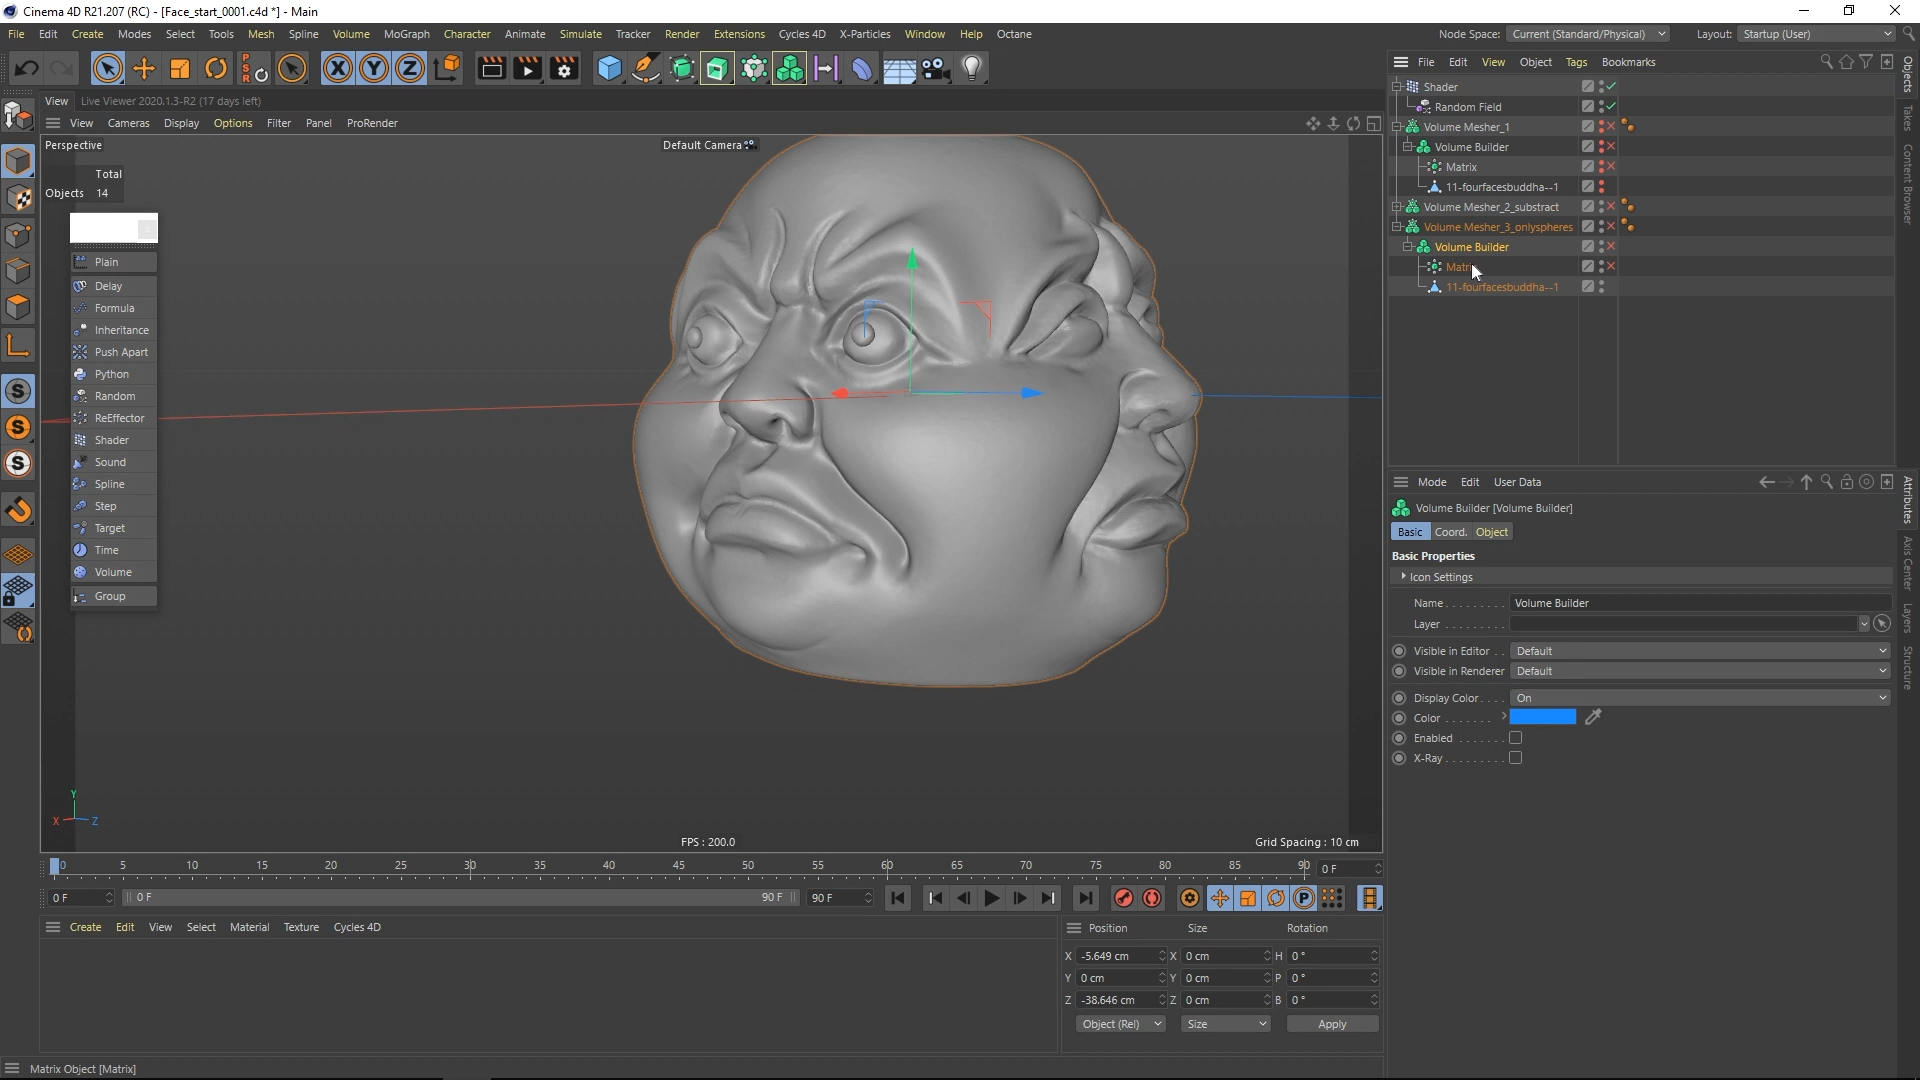 Cinema 4D R21.207 (RC) - [Face_start_0001.c4d *] - Main
File Edit Create Modes Select Tools Mesh Spline Volume MoGraph Character Animate Simulate Tracker Render Extensions Cycles 4D X-Particles Window Help Octane
Node Space: Current (Standard/Physical) Layout: Startup (User)
PSR X Y Z
File Edit View Object Tags Bookmarks
View Live Viewer 2020.1.3-R2 (17 days left)
View Cameras Display Options Filter Panel ProRender
Perspective Default Camera
Total
Objects 14
Plain
Delay
Formula
Inheritance
Push Apart
Python
Random
ReEffector
Shader
Sound
Spline
Step
Target
Time
Volume
Group
Y
X Z
FPS : 200.0
Grid Spacing : 10 cm
Shader
Random Field
Volume Mesher_1
Volume Builder
Matrix
11-fourfacesbuddha--1
Volume Mesher_2_substract
Volume Mesher_3_onlyspheres
Volume Builder
11-fourfacesbuddha--1
Objects
Takes
Content Browser
Mode Edit User Data
Volume Builder [Volume Builder]
Basic Coord. Object
Basic Properties
Icon Settings
Name Volume Builder
Layer
Visible in Editor Default
Visible in Renderer Default
Display Color On
Color
Enabled
X-Ray
Attributes
Axis Center
Layers
Structure
0 5 10 15 20 25 30 35 40 45 50 55 60 65 70 75 80 85 90 0 F
0 F 0 F 90 F 90 F P
Create Edit View Select Material Texture Cycles 4D
Position Size Rotation
X -5.649 cm X 0 cm H 0 °
Y 0 cm Y 0 cm P 0 °
Z -38.646 cm Z 0 cm B 0 °
Object (Rel) Size Apply
Matrix Object [Matrix]